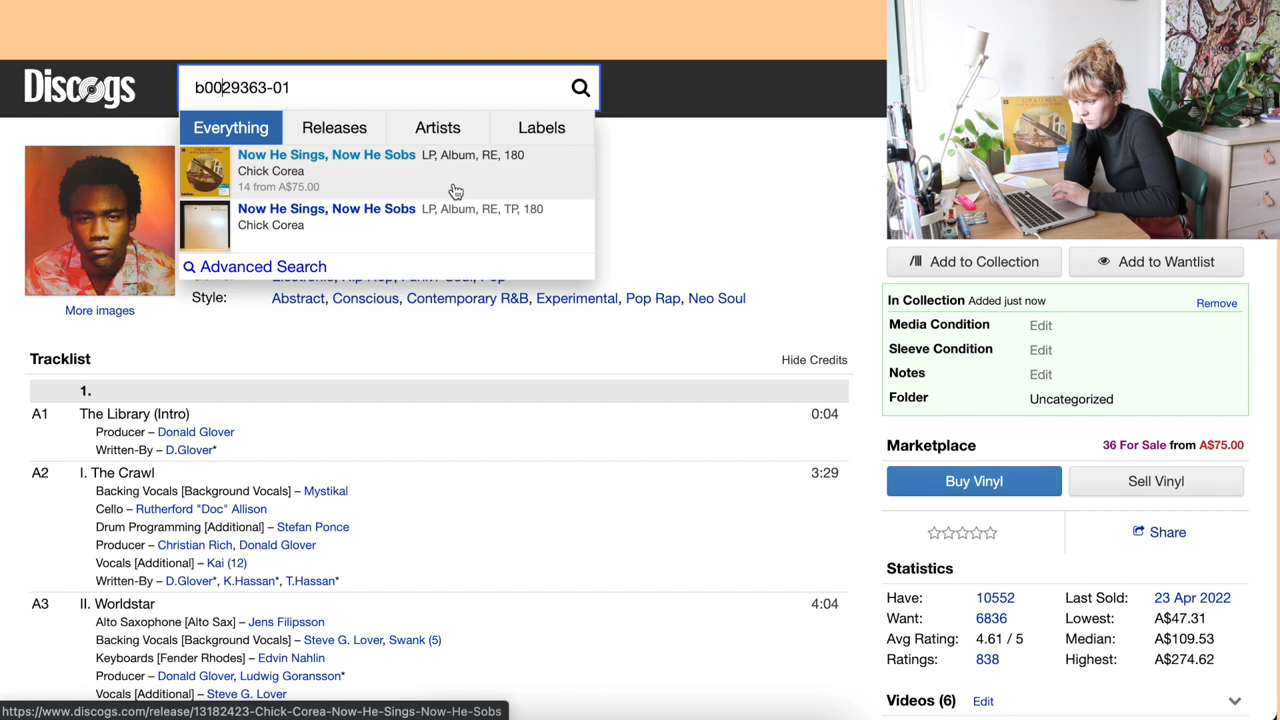 Discogs
b0029363-01
Everything
Releases
Artists
Labels
Now He Sings, Now He Sobs LP, Album, RE, 180
Chick Corea
14 from A$75.00
Now He Sings, Now He Sobs LP, Album, RE, TP, 180
Chick Corea
Advanced Search
Style: Abstract, Conscious, Contemporary R&B, Experimental, Pop Rap, Neo Soul
More images
Tracklist
Hide Credits
1.
A1 The Library (Intro) 0:04
Producer – Donald Glover
Written-By – D.Glover*
A2 I. The Crawl 3:29
Backing Vocals [Background Vocals] – Mystikal
Cello – Rutherford "Doc" Allison
Drum Programming [Additional] – Stefan Ponce
Producer – Christian Rich, Donald Glover
Vocals [Additional] – Kai (12)
Written-By – D.Glover*, K.Hassan*, T.Hassan*
A3 II. Worldstar 4:04
Alto Saxophone [Alto Sax] – Jens Filipsson
Backing Vocals [Background Vocals] – Steve G. Lover, Swank (5)
Keyboards [Fender Rhodes] – Edvin Nahlin
Producer – Donald Glover, Ludwig Goransson*
Vocals [Additional] – Steve G. Lover
https://www.discogs.com/release/13182423-Chick-Corea-Now-He-Sings-Now-He-Sobs
Add to Collection
Add to Wantlist
In Collection Added just now Remove
Media Condition Edit
Sleeve Condition Edit
Notes Edit
Folder Uncategorized
Marketplace 36 For Sale from A$75.00
Buy Vinyl
Sell Vinyl
Share
Statistics
Have: 10552 Last Sold: 23 Apr 2022
Want: 6836 Lowest: A$47.31
Avg Rating: 4.61 / 5 Median: A$109.53
Ratings: 838 Highest: A$274.62
Videos (6) Edit